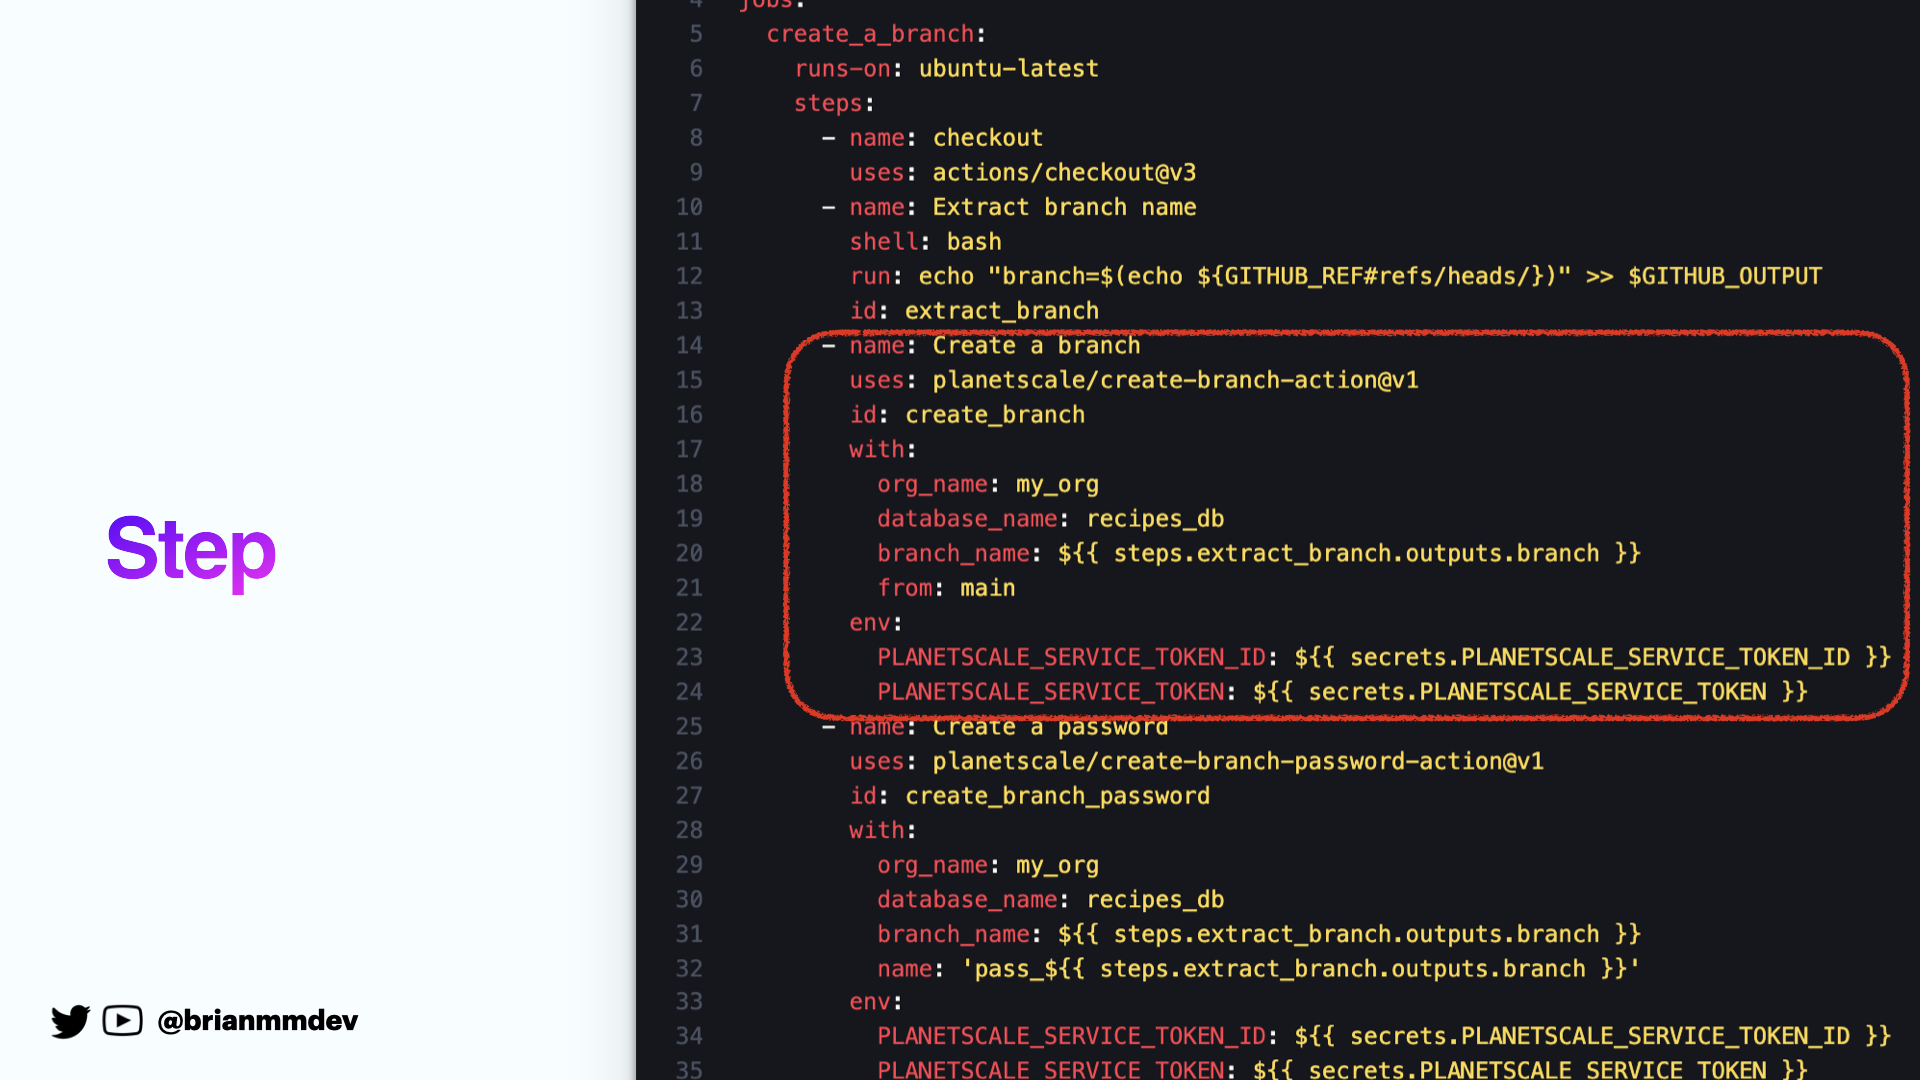 Step
@brianmmdev
4 jobs:
5 create_a_branch:
6 runs-on: ubuntu-latest
7 steps:
8 - name: checkout
9 uses: actions/checkout@v3
10 - name: Extract branch name
11 shell: bash
12 run: echo "branch=$(echo ${GITHUB_REF#refs/heads/})" >> $GITHUB_OUTPUT
13 id: extract_branch
14 - name: Create a branch
15 uses: planetscale/create-branch-action@v1
16 id: create_branch
17 with:
18 org_name: my_org
19 database_name: recipes_db
20 branch_name: ${{ steps.extract_branch.outputs.branch }}
21 from: main
22 env:
23 PLANETSCALE_SERVICE_TOKEN_ID: ${{ secrets.PLANETSCALE_SERVICE_TOKEN_ID }}
24 PLANETSCALE_SERVICE_TOKEN: ${{ secrets.PLANETSCALE_SERVICE_TOKEN }}
25 - name: Create a password
26 uses: planetscale/create-branch-password-action@v1
27 id: create_branch_password
28 with:
29 org_name: my_org
30 database_name: recipes_db
31 branch_name: ${{ steps.extract_branch.outputs.branch }}
32 name: 'pass_${{ steps.extract_branch.outputs.branch }}'
33 env:
34 PLANETSCALE_SERVICE_TOKEN_ID: ${{ secrets.PLANETSCALE_SERVICE_TOKEN_ID }}
35 PLANETSCALE_SERVICE_TOKEN: ${{ secrets.PLANETSCALE_SERVICE_TOKEN }}